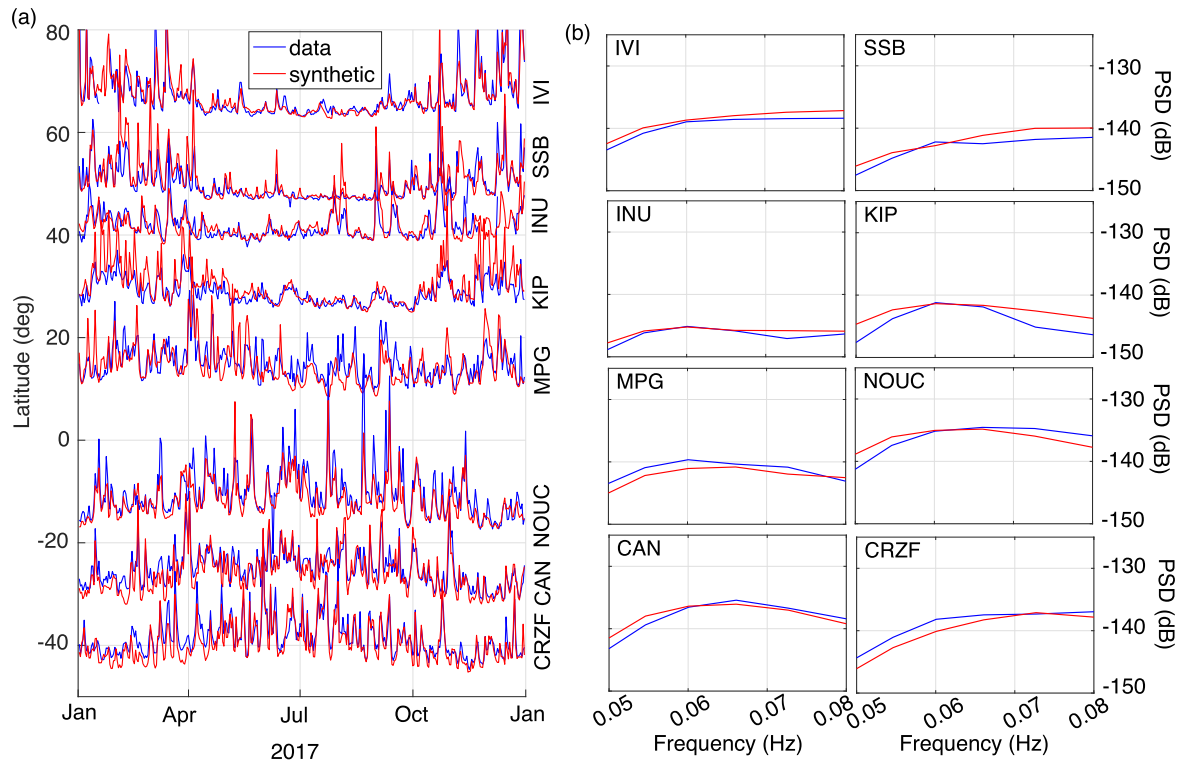 (a)
80
60
40
20
0
-20
-40
Latitude (deg)
data
synthetic
IVI
SSB
INU
KIP
MPG
NOUC
CAN
CRZF
Jan
Apr
Jul
Oct
Jan
2017
(b)
IVI
SSB
-130
-140
-150
PSD (dB)
INU
KIP
-130
-140
-150
PSD (dB)
MPG
NOUC
-130
-140
-150
PSD (dB)
CAN
CRZF
-130
-140
-150
PSD (dB)
0.05
0.06
0.07
0.08
0.05
0.06
0.07
0.08
Frequency (Hz)
Frequency (Hz)